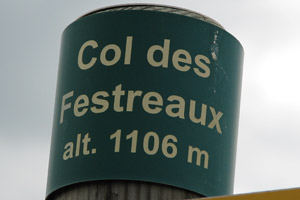 Col des
Festreaux
alt. 1106 m